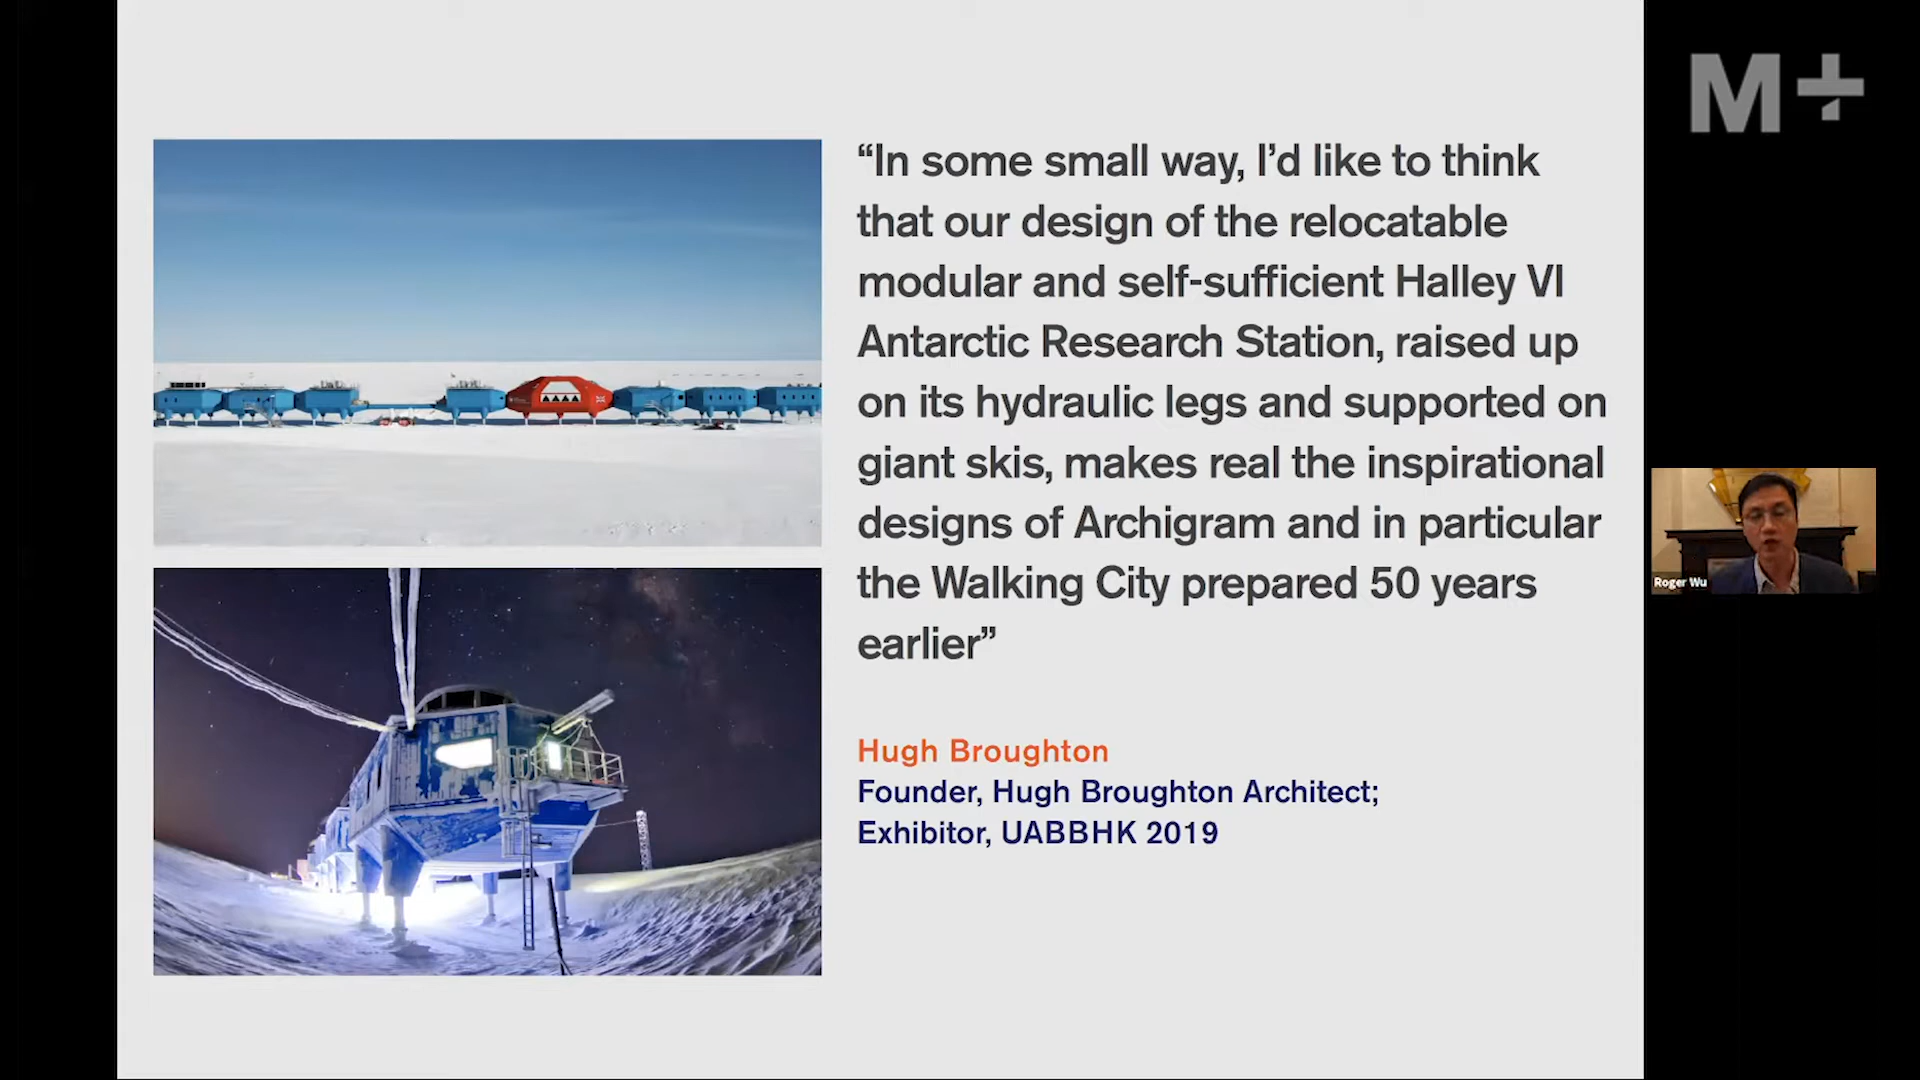 M+
“In some small way, I’d like to think
that our design of the relocatable
modular and self-sufficient Halley VI
Antarctic Research Station, raised up
on its hydraulic legs and supported on
giant skis, makes real the inspirational
designs of Archigram and in particular
the Walking City prepared 50 years
earlier”
Hugh Broughton
Founder, Hugh Broughton Architect;
Exhibitor, UABBHK 2019
Roger Wu